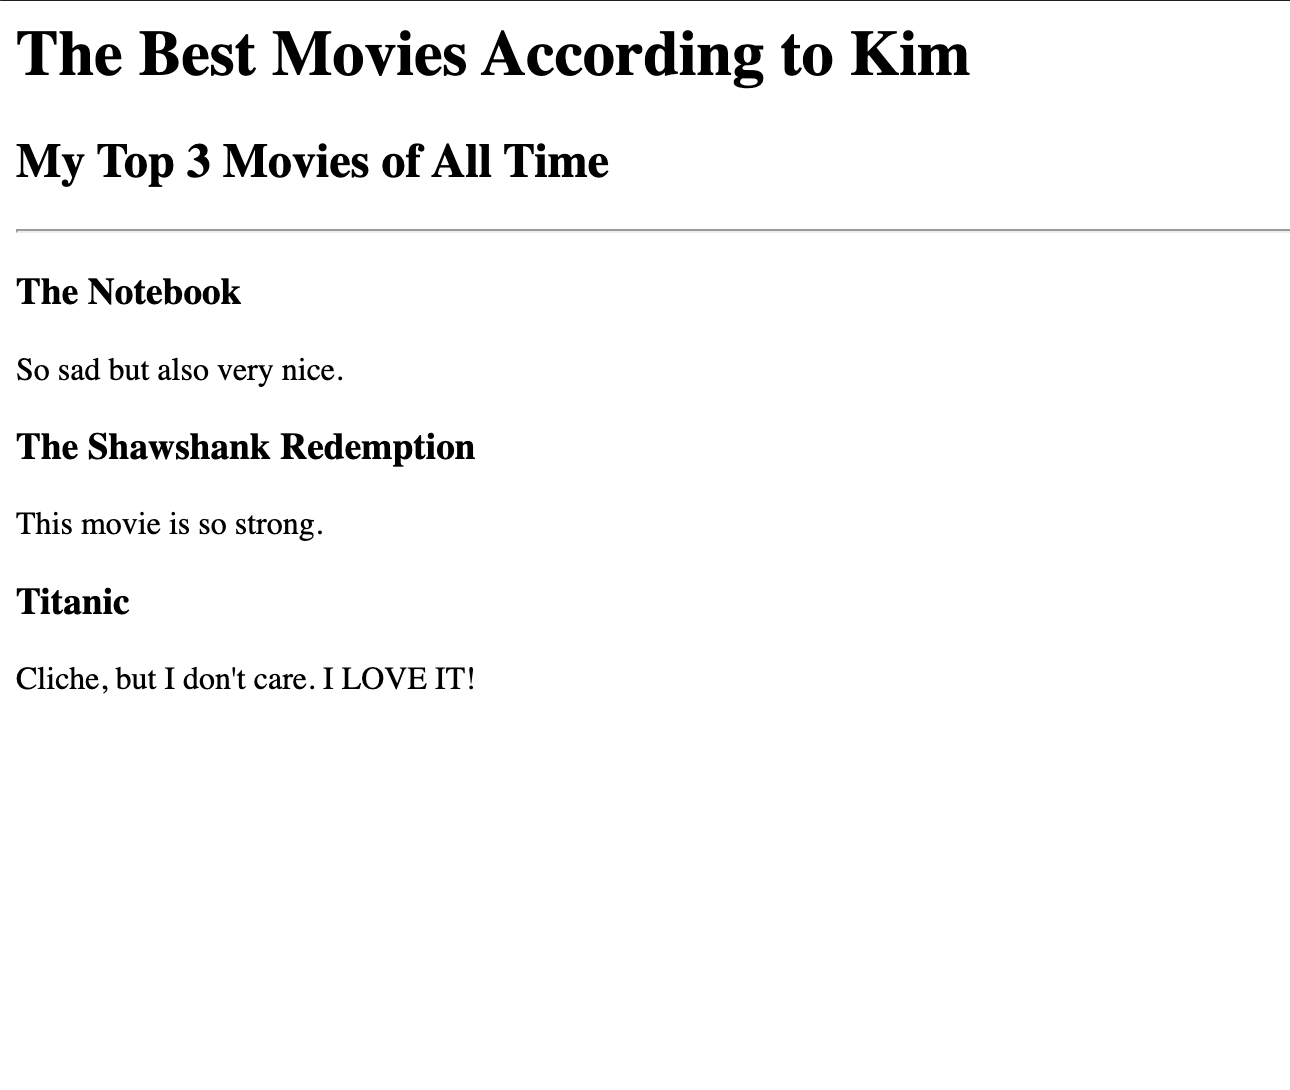 The Best Movies According to Kim
My Top 3 Movies of All Time
The Notebook
So sad but also very nice.
The Shawshank Redemption
This movie is so strong.
Titanic
Cliche, but I don't care. I LOVE IT!